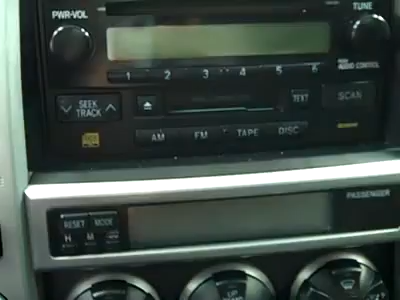 PWR-VOL TUNE
1 2 3 4 5 6
AUDIO CONTROL
SEEK TRACK TEXT SCAN
AM FM TAPE DISC
PASSENGER
RESET MODE
H M